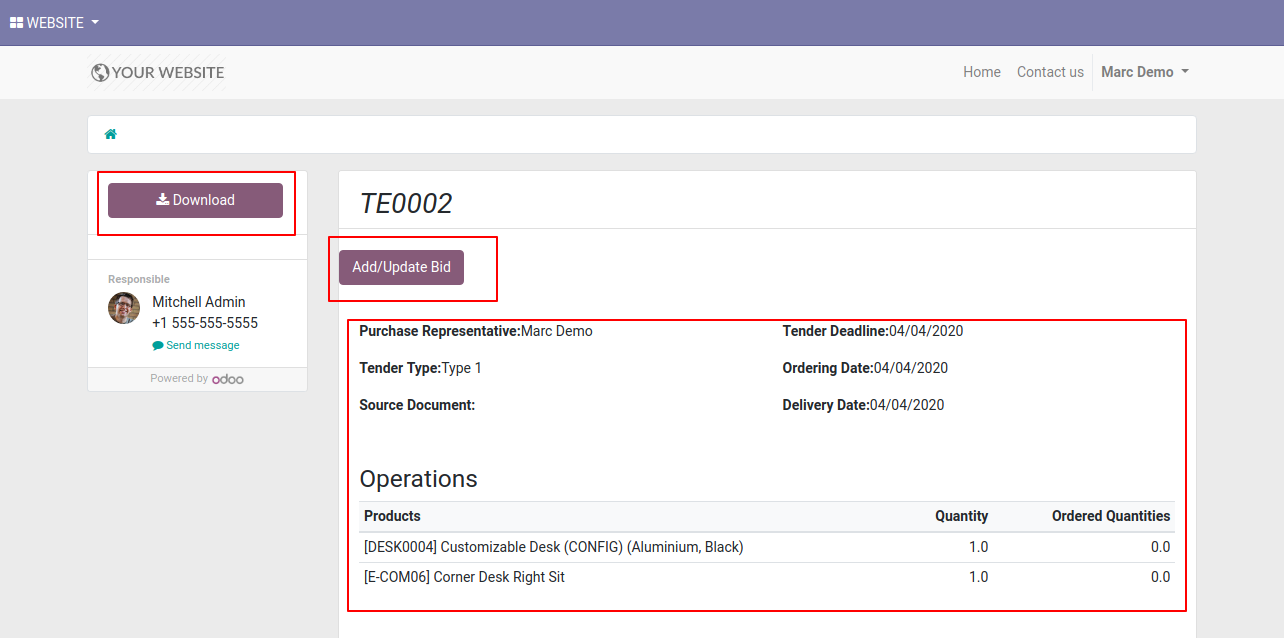 WEBSITE
YOUR WEBSITE
Home Contact us Marc Demo
Download
Responsible
Mitchell Admin
+1 555-555-5555
Send message
Powered by odoo
TE0002
Add/Update Bid
Purchase Representative:Marc Demo Tender Deadline:04/04/2020
Tender Type:Type 1 Ordering Date:04/04/2020
Source Document: Delivery Date:04/04/2020
Operations
Products Quantity Ordered Quantities
[DESK0004] Customizable Desk (CONFIG) (Aluminium, Black) 1.0 0.0
[E-COM06] Corner Desk Right Sit 1.0 0.0